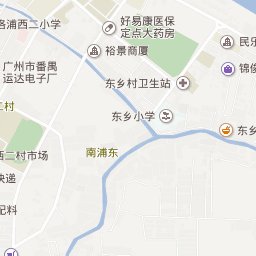 洛浦西二小学
好易康医保
定点大药房
民乐
裕景商厦
广州市番禺
运达电子厂
锦俊
东乡村卫生站
二村
东乡小学
东乡
西二村市场
南浦东
快递
配料